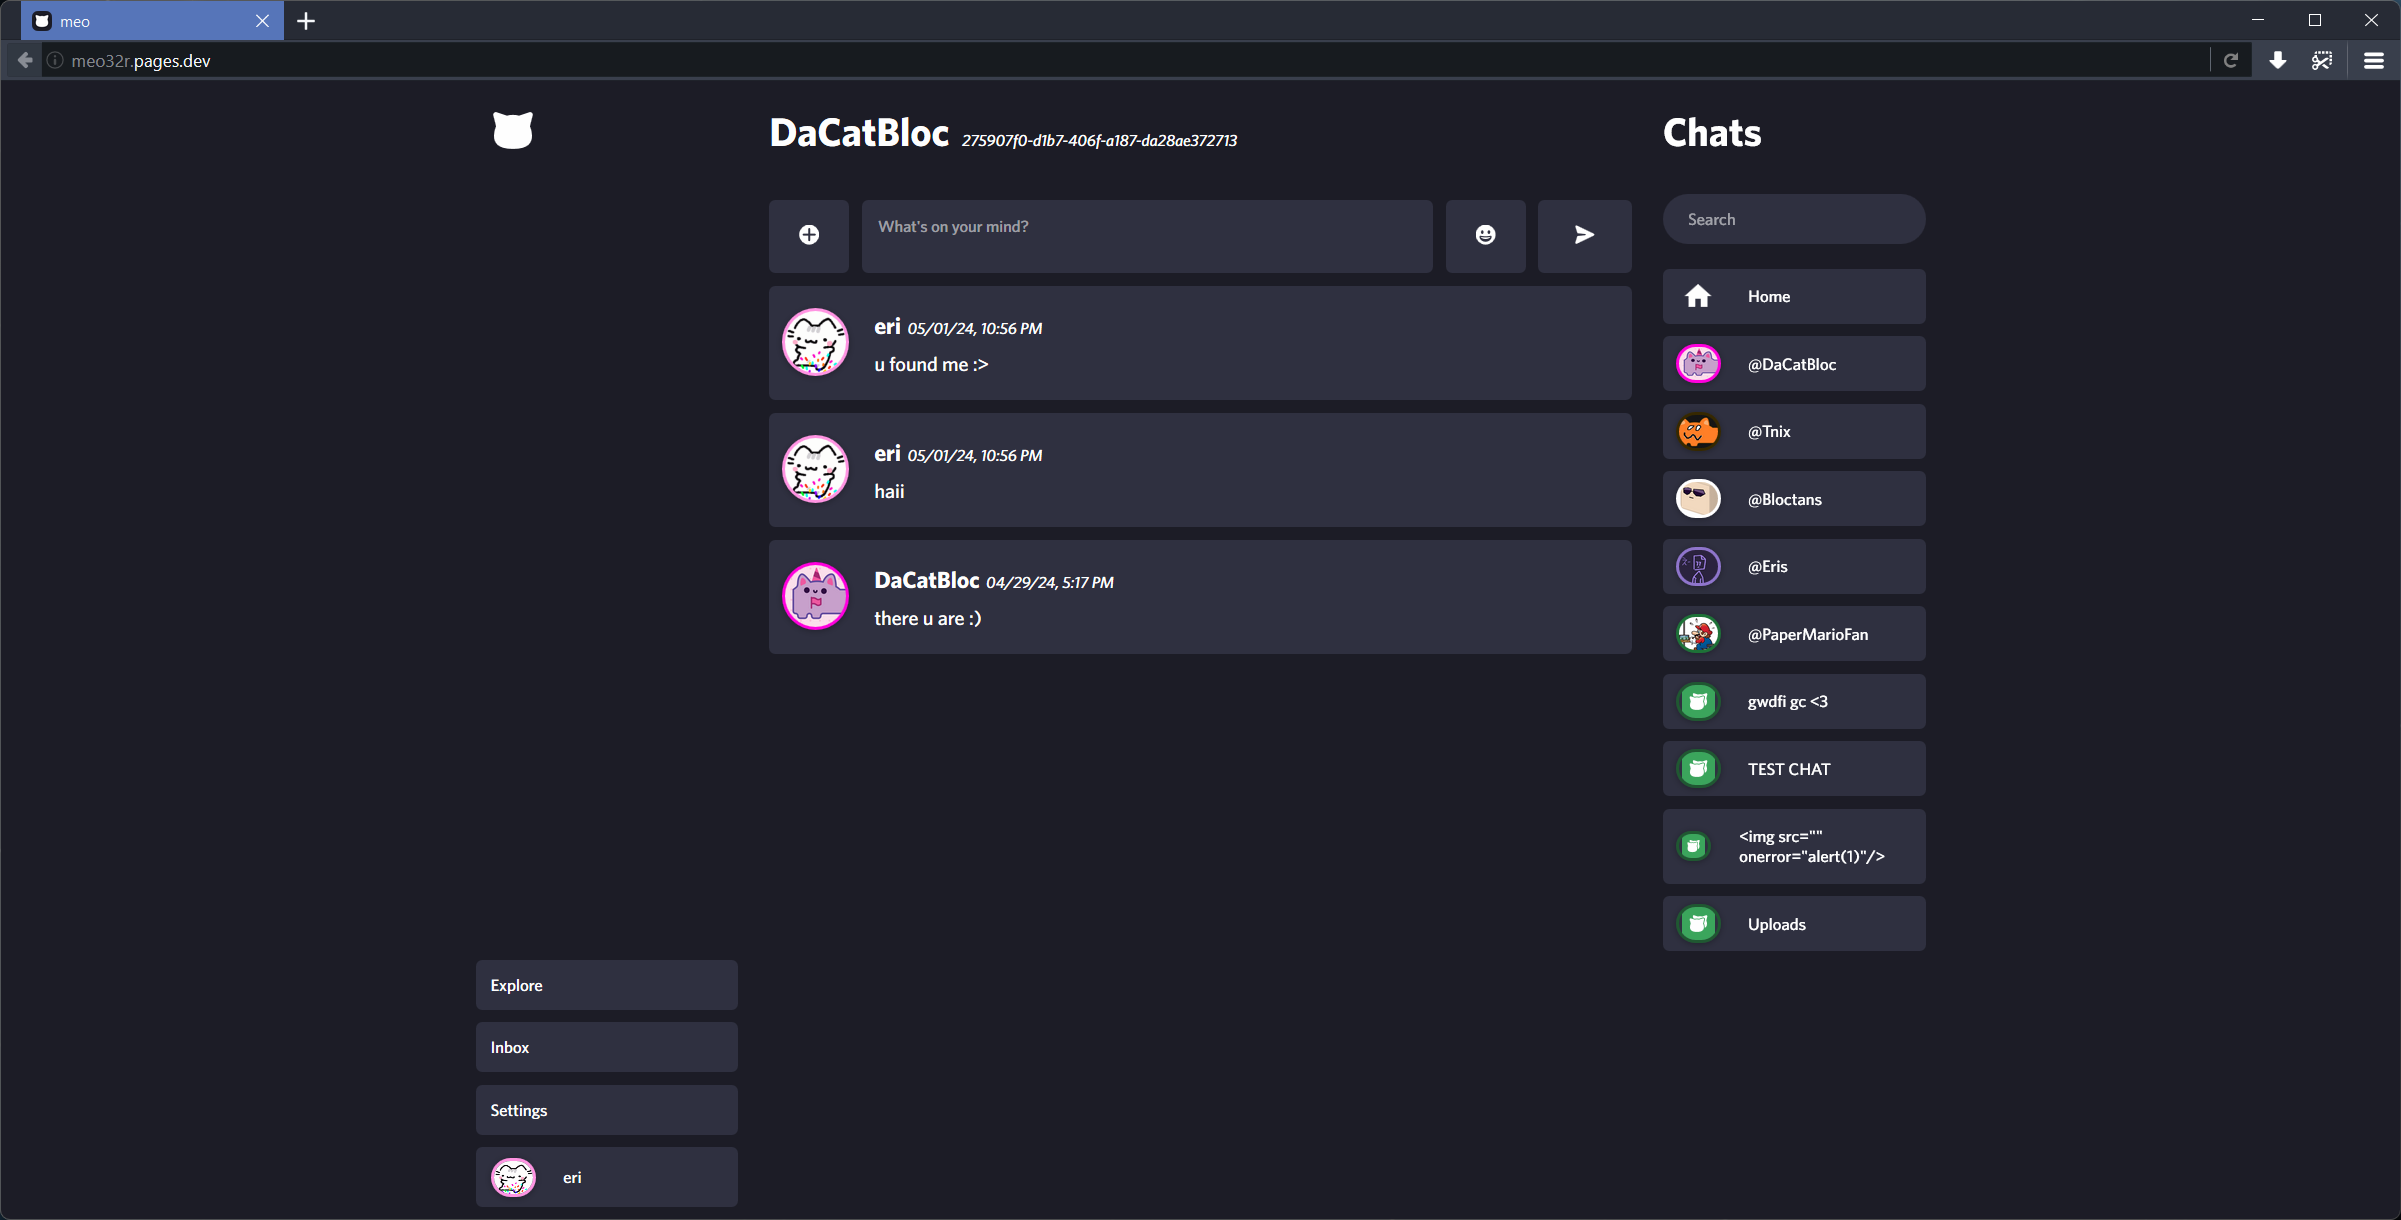 meo
meo32r.pages.dev
DaCatBloc 275907f0-d1b7-406f-a187-da28ae372713
What's on your mind?
eri 05/01/24, 10:56 PM
u found me :>
eri 05/01/24, 10:56 PM
haii
DaCatBloc 04/29/24, 5:17 PM
there u are :)
Chats
Search
Home
@DaCatBloc
@Tnix
@Bloctans
@Eris
@PaperMarioFan
gwdfi gc <3
TEST CHAT
<img src=""
onerror="alert(1)"/>
Uploads
Explore
Inbox
Settings
eri